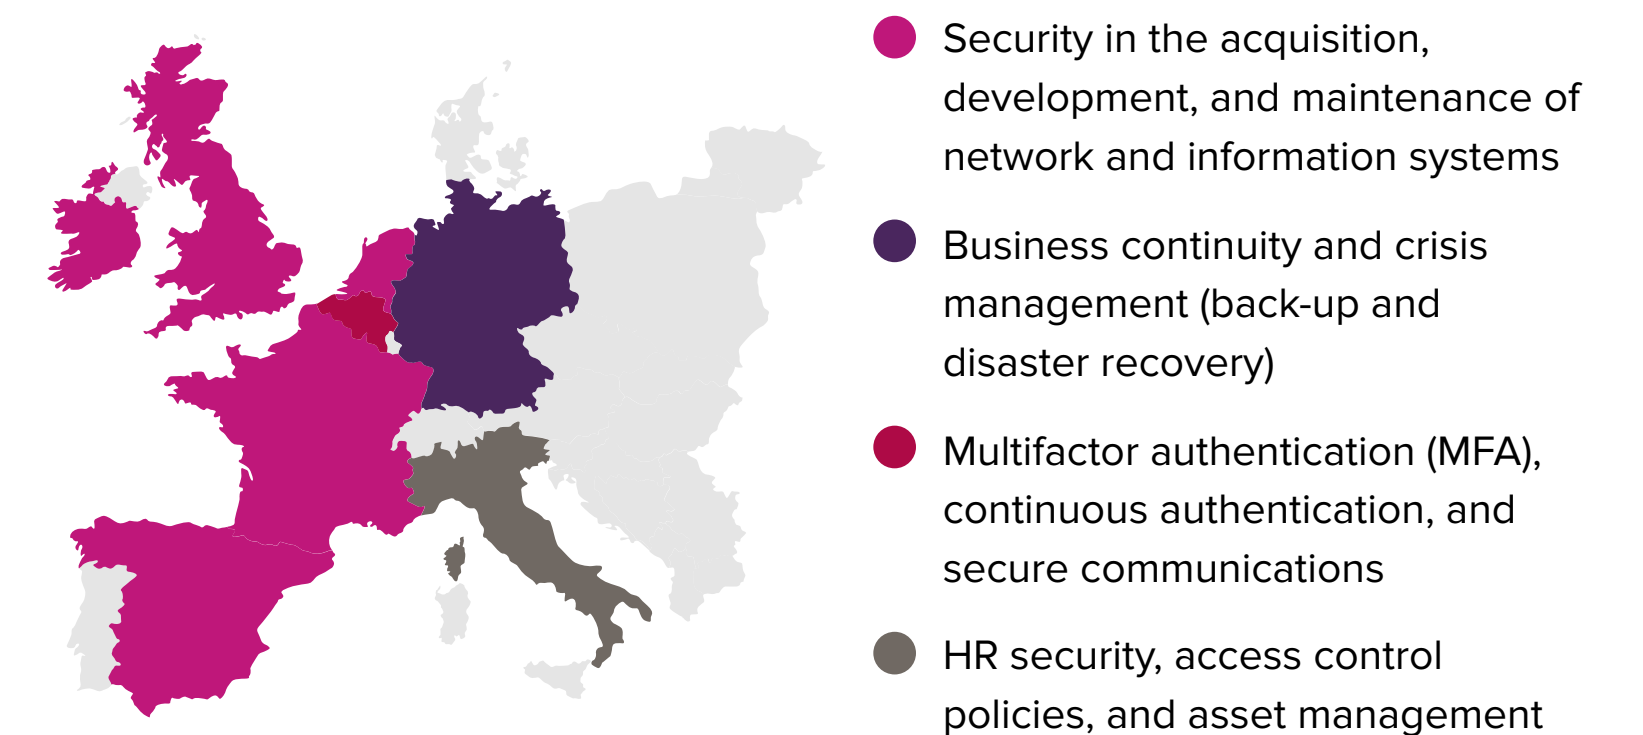 Security in the acquisition,
development, and maintenance of
network and information systems
Business continuity and crisis
management (back-up and
disaster recovery)
Multifactor authentication (MFA),
continuous authentication, and
secure communications
HR security, access control
policies, and asset management